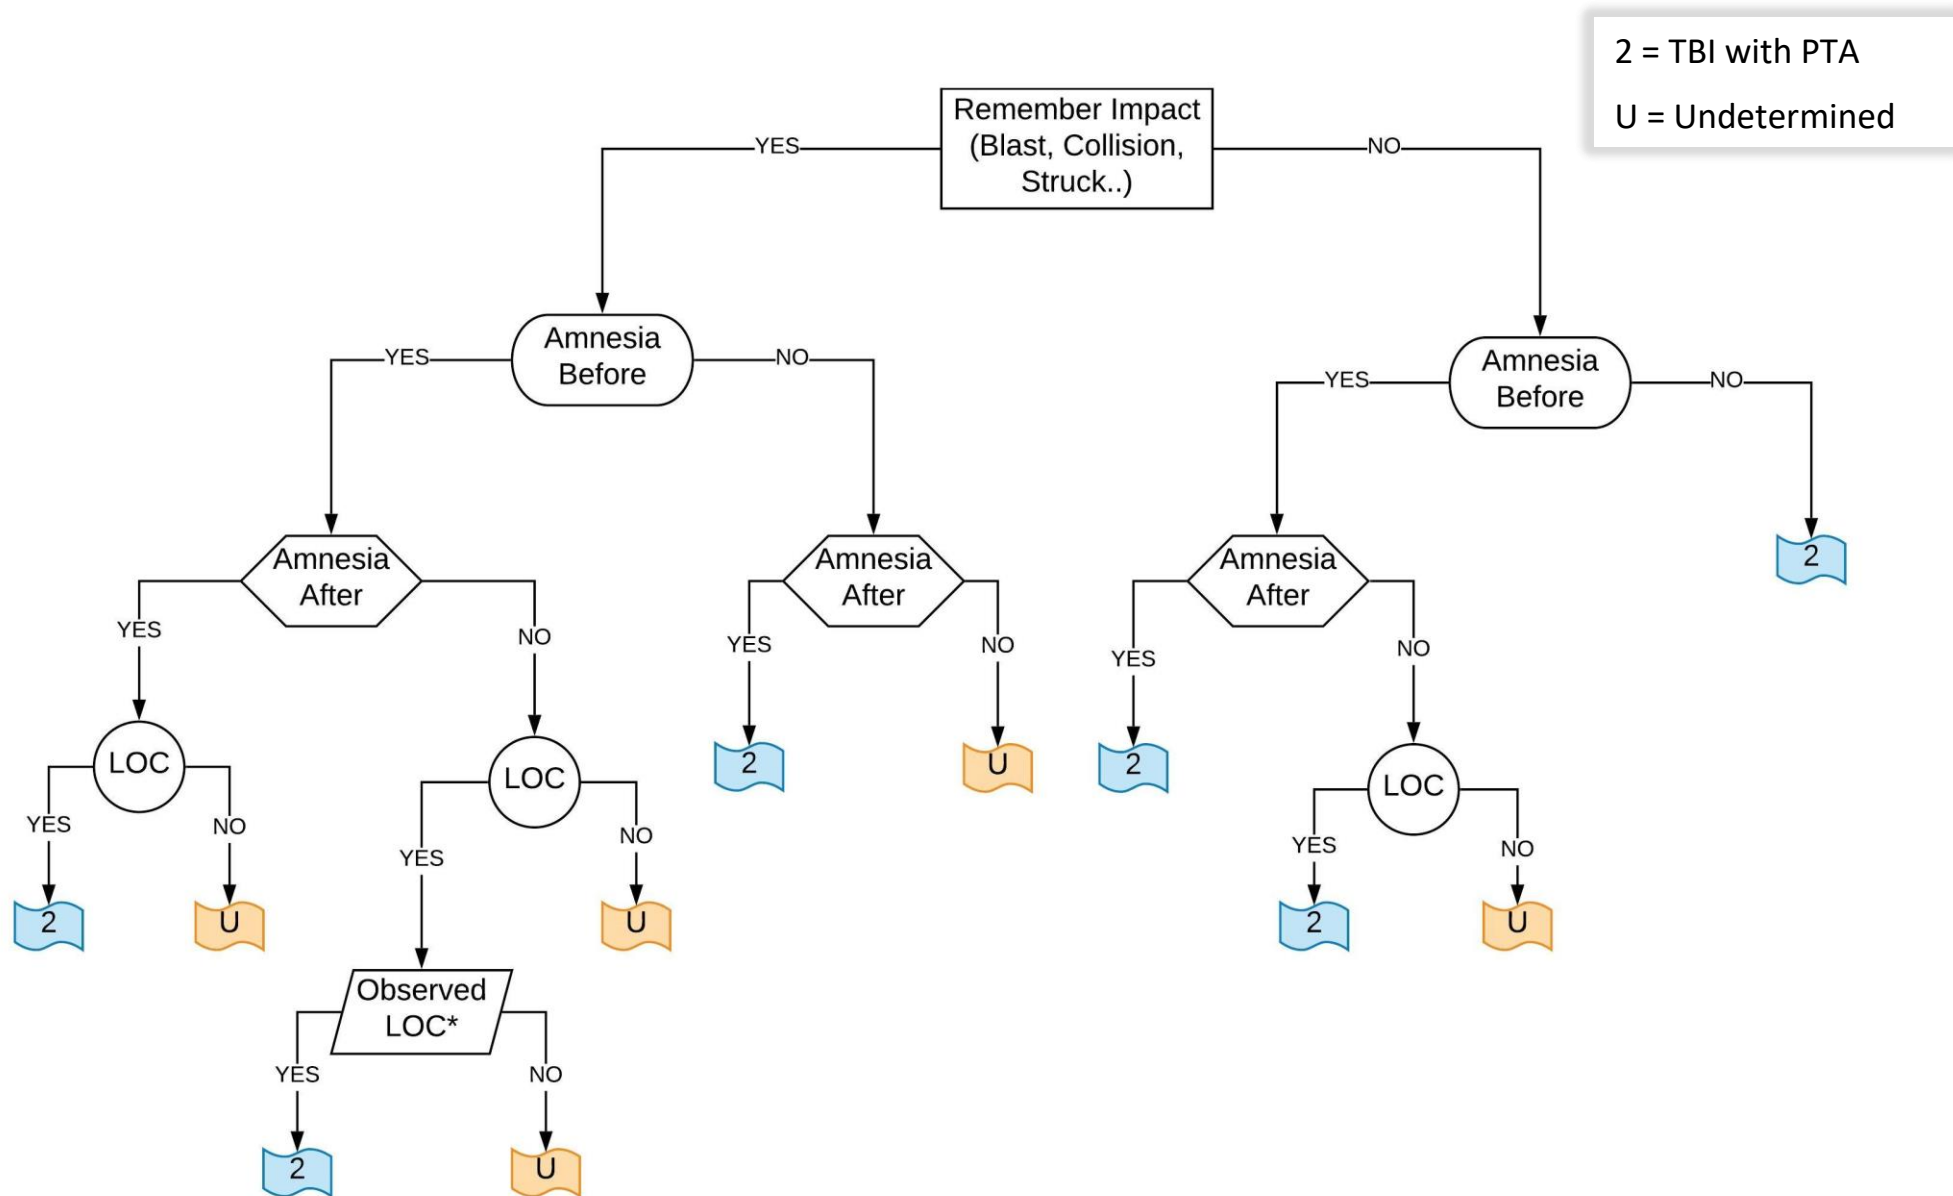 2 = TBI with PTA
U = Undetermined
Remember Impact
(Blast, Collision,
Struck..)
YES
NO
Amnesia
Before
YES
NO
Amnesia
Before
YES
NO
Amnesia
After
YES
NO
Amnesia
After
YES
NO
Amnesia
After
YES
NO
2
LOC
YES
NO
LOC
YES
NO
2
U
2
LOC
YES
NO
2
U
U
2
U
Observed
LOC*
YES
NO
2
U